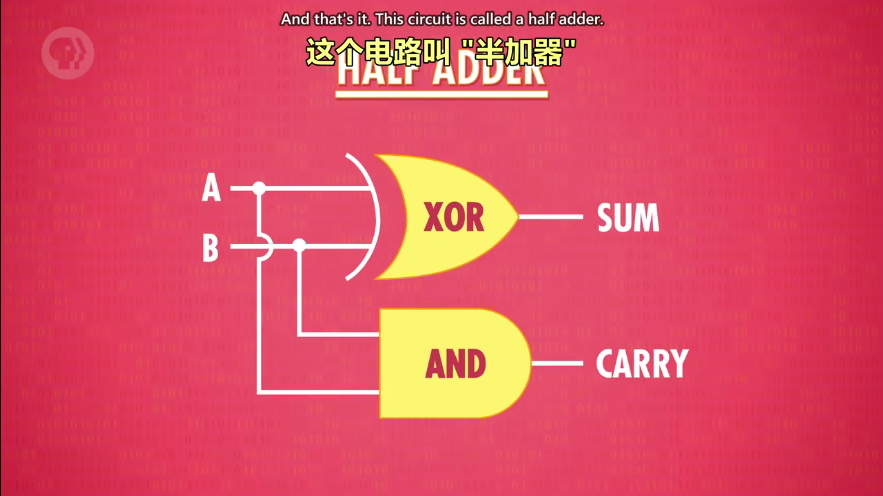 And that's it. This circuit is called a half adder.
这个电路叫 "半加器"
HALF ADDER
A
XOR
SUM
B
AND
CARRY